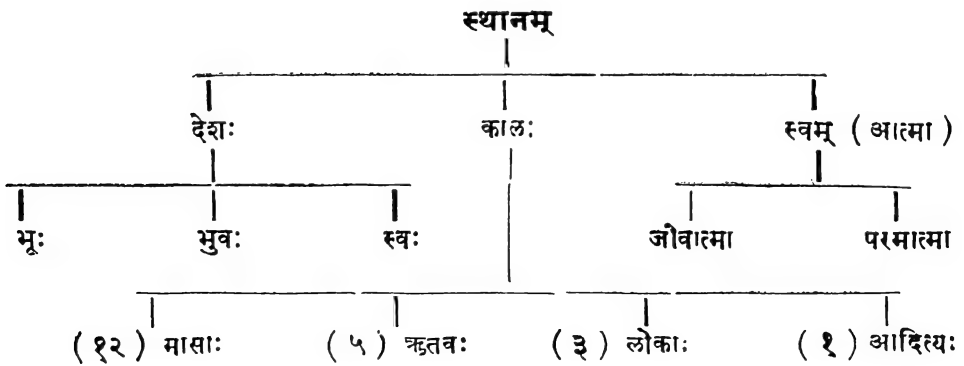 स्थानम्
देशः कालः स्वम् ( आत्मा )
भूः भुवः स्वः जीवात्मा परमात्मा
( १२ ) मासाः ( ५ ) ऋतवः ( ३ ) लोकाः ( १ ) आदित्यः